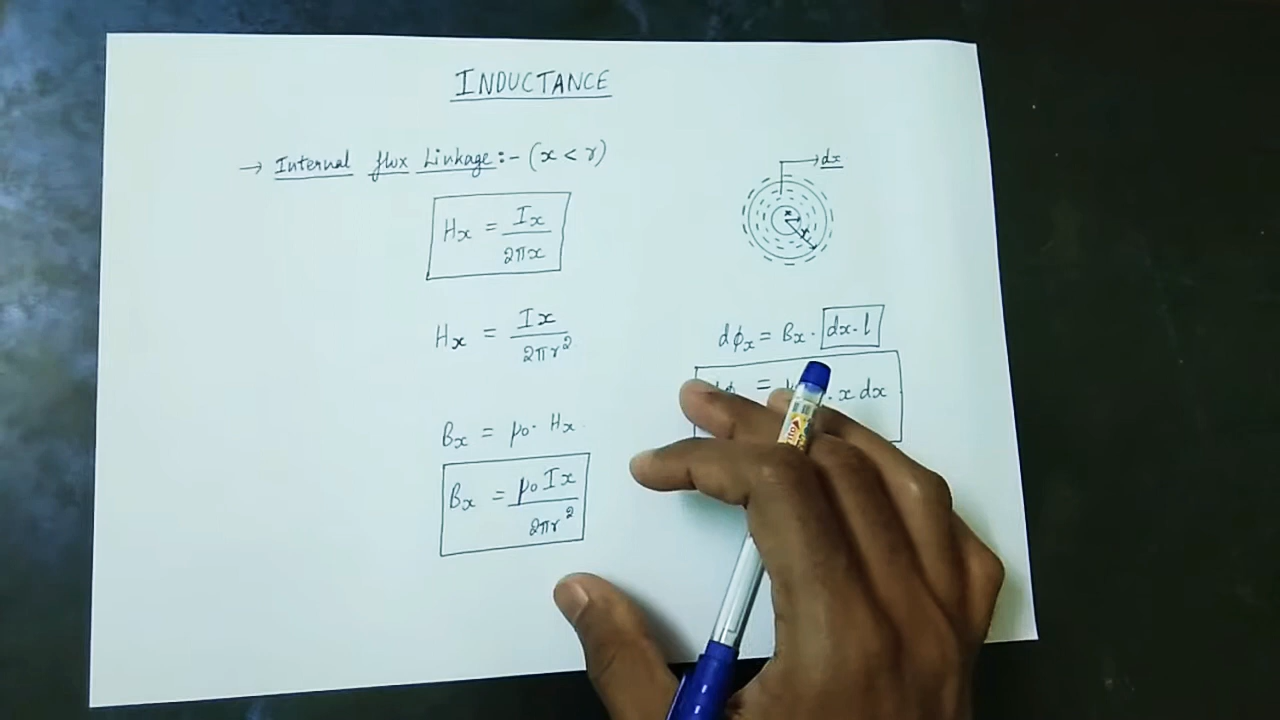 INDUCTANCE
→ Internal flux Linkage :- (x < r)
Hx = Ix / 2πx
Hx = Ix / 2πr²
Bx = μ0 · Hx
Bx = μ0 Ix / 2πr²
dx
x
r
dϕx = Bx · dx · l
dϕ = · x dx